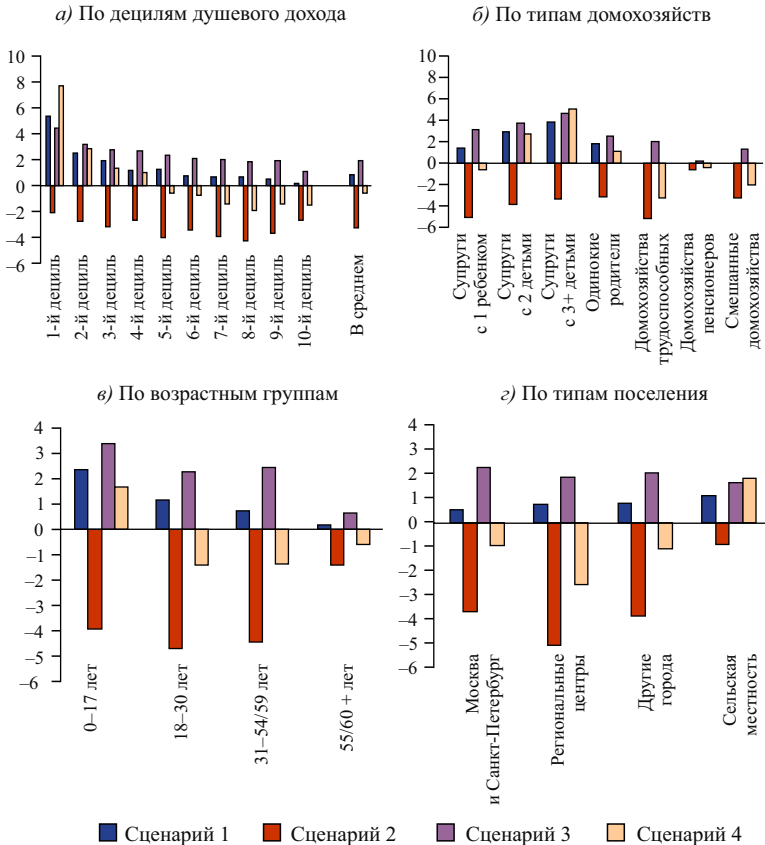 а) По децилям душевого дохода
10
8
6
4
2
0
–2
–4
–6
1-й дециль
2-й дециль
3-й дециль
4-й дециль
5-й дециль
6-й дециль
7-й дециль
8-й дециль
9-й дециль
10-й дециль
В среднем
б) По типам домохозяйств
10
8
6
4
2
0
–2
–4
–6
Супруги
с 1 ребенком
Супруги
с 2 детьми
Супруги
с 3+ детьми
Одинокие
родители
Домохозяйства
трудоспособных
Домохозяйства
пенсионеров
Смешанные
домохозяйства
в) По возрастным группам
4
3
2
1
0
–1
–2
–3
–4
–5
–6
0–17 лет
18–30 лет
31–54/59 лет
55/60 + лет
г) По типам поселения
4
3
2
1
0
–1
–2
–3
–4
–5
–6
Москва
и Санкт-Петербург
Региональные
центры
Другие
города
Сельская
местность
Сценарий 1
Сценарий 2
Сценарий 3
Сценарий 4